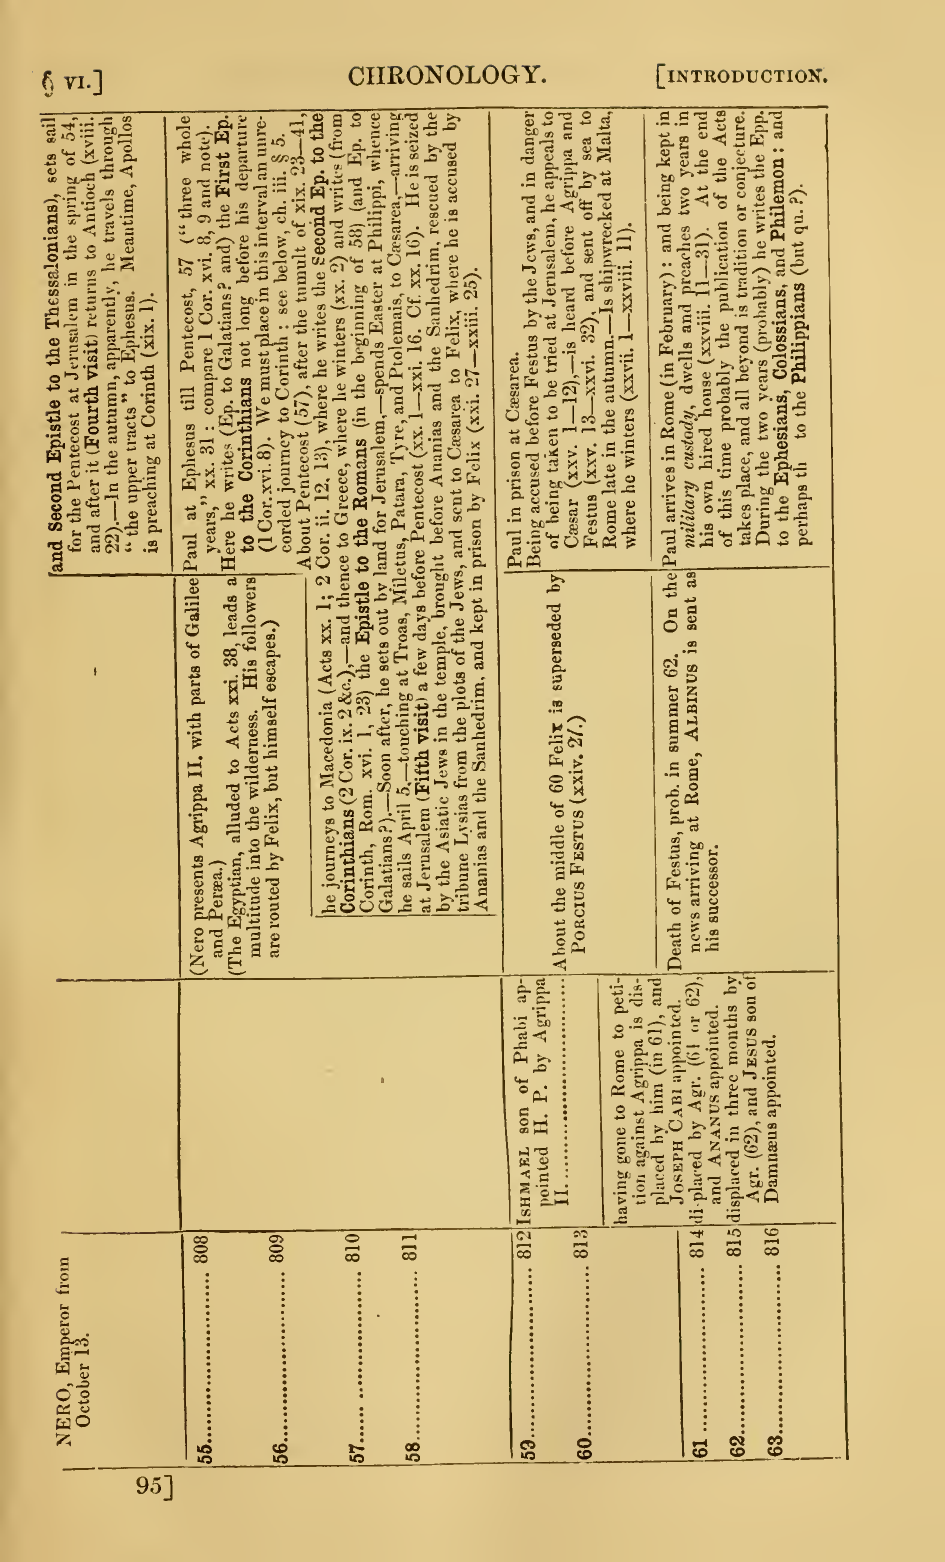 § VI.]
CHRONOLOGY.
[INTRODUCTION.
NERO, Emperor from
October 13.
and Second Epistle to the Thessalonians), sets sail
for the Pentecost at Jerusalem in the spring of 54,
and after it (Fourth visit) returns to Antioch (xviii.
22).—In the autumn, apparently, he travels through
"the upper tracts" to Ephesus. Meantime, Apollos
is preaching at Corinth (xix. 1).
55.......... 808
56.......... 809
57.......... 810
58.......... 811
(Nero presents Agrippa II. with parts of Galilee
and Peræa.)
(The Egyptian, alluded to Acts xxi. 38, leads a
multitude into the wilderness. His followers
are routed by Felix, but himself escapes.)
Paul at Ephesus till Pentecost, 57 ("three whole
years," xx. 31: compare 1 Cor. xvi. 8, 9 and note).
Here he writes (Ep. to Galatians? and) the First Ep.
to the Corinthians not long before his departure
(1 Cor. xvi. 8). We must place in this interval an unre-
corded journey to Corinth: see below, ch. iii. § 5.
About Pentecost (57), after the tumult of xix. 23—41,
he journeys to Macedonia (Acts xx. 1; 2 Cor. ii. 12, 13), where he writes the Second Ep. to the
Corinthians (2 Cor. ix. 2 &c.),—and thence to Greece, where he winters (xx. 2) and writes (from
Corinth, Rom. xvi. 1, 23) the Epistle to the Romans (in the beginning of 58) (and Ep. to
Galatians?).—Soon after, he sets out by land for Jerusalem,—spends Easter at Philippi, whence
he sails April 5,—touching at Troas, Miletus, Patara, Tyre, and Ptolemais, to Cæsarea,—arriving
at Jerusalem (Fifth visit) a few days before Pentecost (xx. 1—xxi. 16. Cf. xx. 16). He is seized
by the Asiatic Jews in the temple, brought before Ananias and the Sanhedrim, rescued by the
tribune Lysias from the plots of the Jews, and sent to Cæsarea to Felix, where he is accused by
Ananias and the Sanhedrim, and kept in prison by Felix (xxi. 27—xxiii. 25).
59.......... 812
60.......... 813
ISHMAEL son of Phabi ap-
pointed H. P. by Agrippa
II. ..........
About the middle of 60 Felix is superseded by
PORCIUS FESTUS (xxiv. 27.)
Paul in prison at Cæsarea.
Being accused before Festus by the Jews, and in danger
of being taken to be tried at Jerusalem, he appeals to
Cæsar (xxv. 1—12),—is heard before Agrippa and
Festus (xxv. 13—xxvi. 32), and sent off by sea to
Rome late in the autumn.—Is shipwrecked at Malta,
where he winters (xxvii. 1—xxviii. 11).
61.......... 814
62.......... 815
63.......... 816
having gone to Rome to peti-
tion against Agrippa is dis-
placed by him (in 61), and
JOSEPH CABI appointed.
displaced by Agr. (61 or 62),
and ANANUS appointed.
displaced in three months by
Agr. (62), and JESUS son of
Damnæus appointed.
Death of Festus, prob. in summer 62. On the
news arriving at Rome, ALBINUS is sent as
his successor.
Paul arrives in Rome (in February): and being kept in
military custody, dwells and preaches two years in
his own hired house (xxviii. 11—31). At the end
of this time probably the publication of the Acts
takes place, and all beyond is tradition or conjecture.
During the two years (probably) he writes the Epp.
to the Ephesians, Colossians, and Philemon: and
perhaps th to the Philippians (but qu.?).
95]